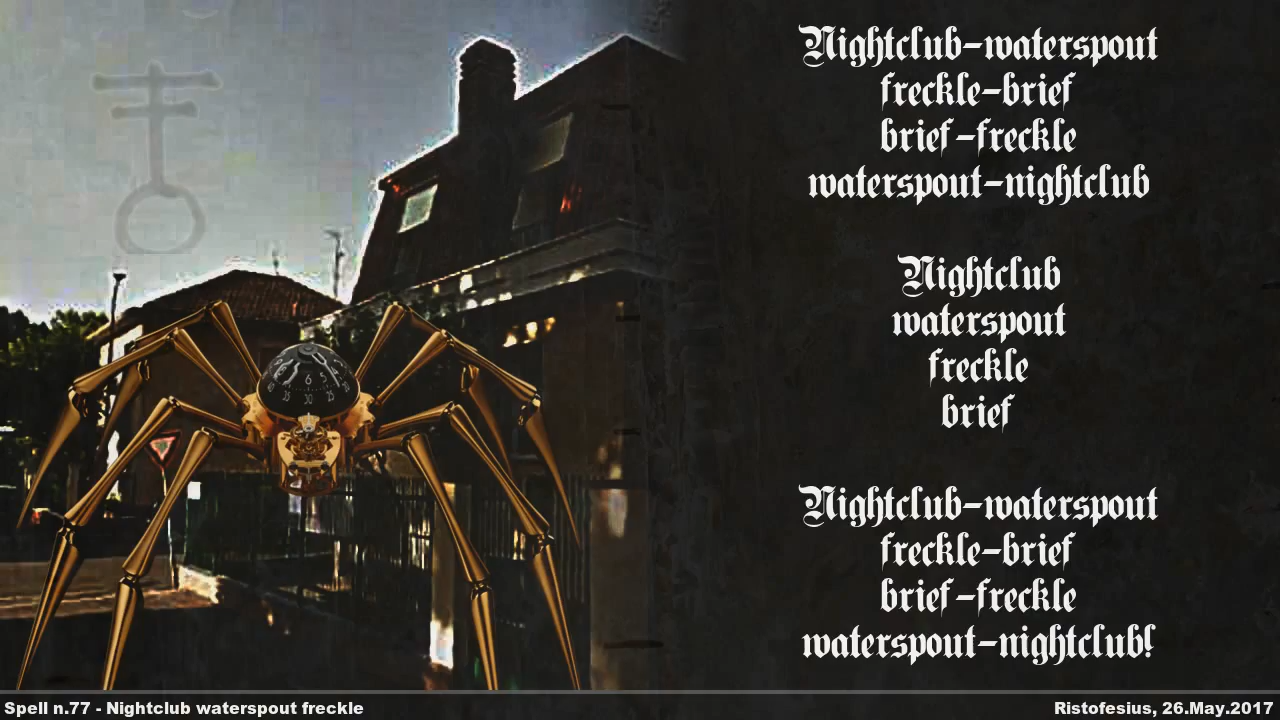 Nightclub-waterspout
freckle-brief
brief-freckle
waterspout-nightclub
Nightclub
waterspout
freckle
brief
Nightclub-waterspout
freckle-brief
brief-freckle
waterspout-nightclub!
Spell n.77 - Nightclub waterspout freckle
Ristofesius, 26.May.2017